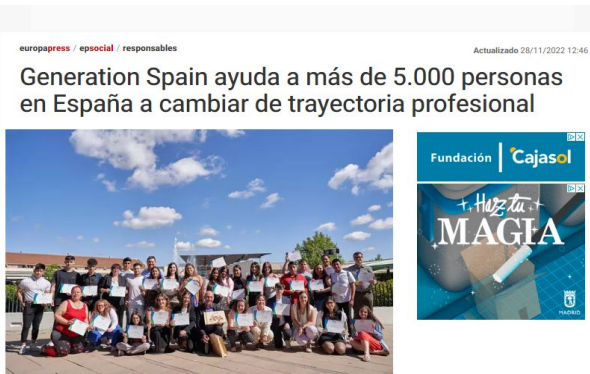 europapress / epsocial / responsables
Actualizado 28/11/2022 12:46
Generation Spain ayuda a más de 5.000 personas
en España a cambiar de trayectoria profesional
Fundación Cajasol
Haz tu
MAGIA
MADRID